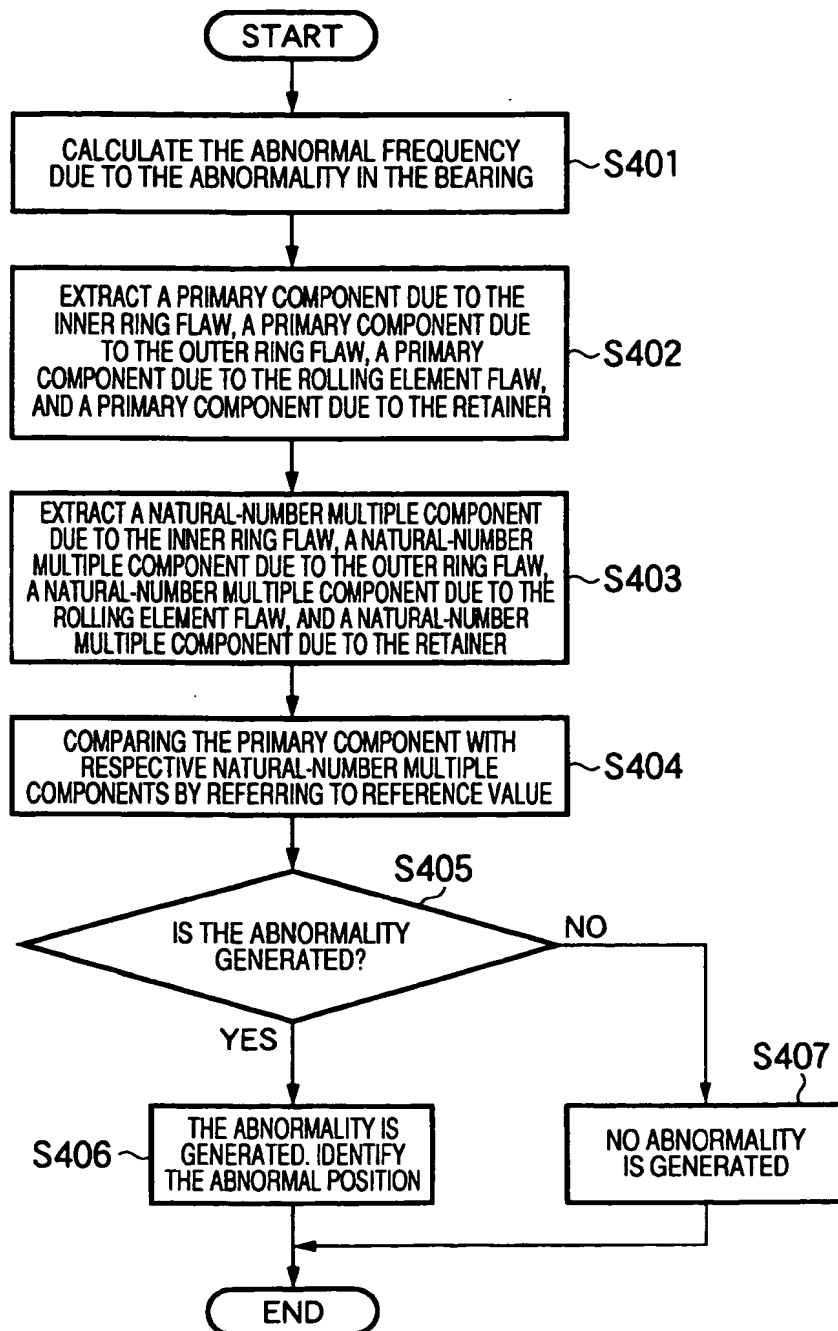 START
CALCULATE THE ABNORMAL FREQUENCY
DUE TO THE ABNORMALITY IN THE BEARING
S401
EXTRACT A PRIMARY COMPONENT DUE TO THE
INNER RING FLAW, A PRIMARY COMPONENT DUE
TO THE OUTER RING FLAW, A PRIMARY
COMPONENT DUE TO THE ROLLING ELEMENT FLAW,
AND A PRIMARY COMPONENT DUE TO THE RETAINER
S402
EXTRACT A NATURAL-NUMBER MULTIPLE COMPONENT
DUE TO THE INNER RING FLAW, A NATURAL-NUMBER
MULTIPLE COMPONENT DUE TO THE OUTER RING FLAW,
A NATURAL-NUMBER MULTIPLE COMPONENT DUE TO THE
ROLLING ELEMENT FLAW, AND A NATURAL-NUMBER
MULTIPLE COMPONENT DUE TO THE RETAINER
S403
COMPARING THE PRIMARY COMPONENT WITH
RESPECTIVE NATURAL-NUMBER MULTIPLE
COMPONENTS BY REFERRING TO REFERENCE VALUE
S404
S405
IS THE ABNORMALITY
GENERATED?
NO
YES
S407
S406
THE ABNORMALITY IS
GENERATED. IDENTIFY
THE ABNORMAL POSITION
NO ABNORMALITY
IS GENERATED
END